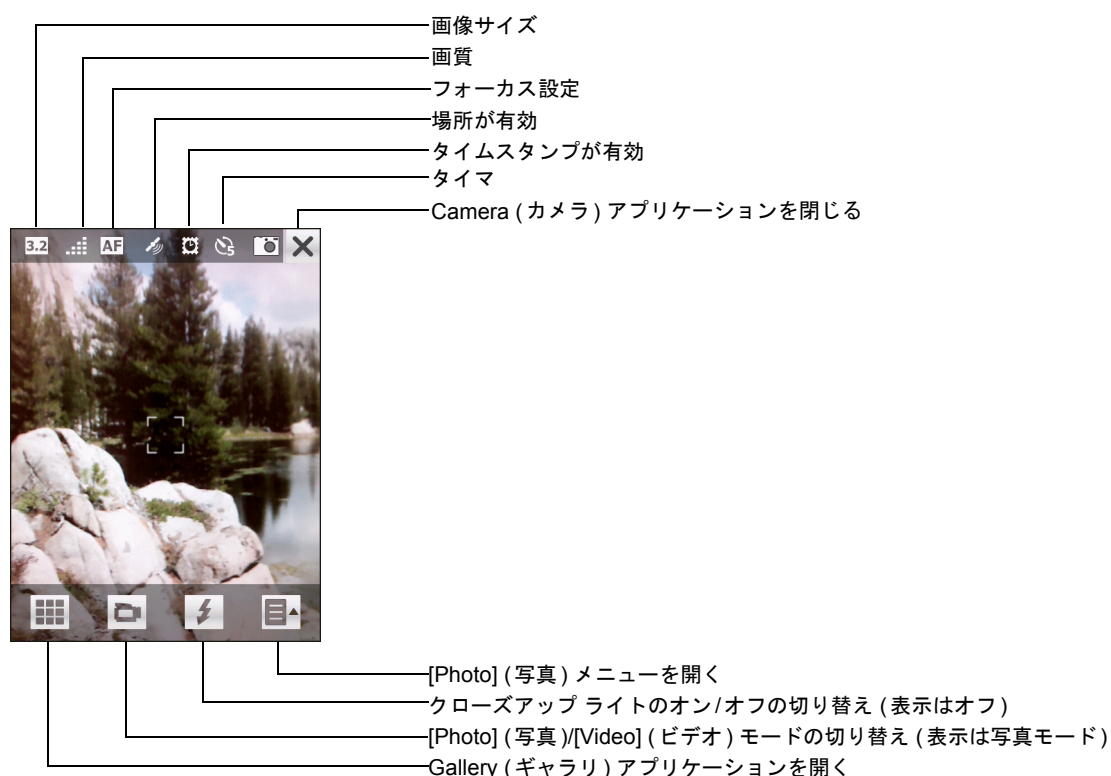 画像サイズ
画質
フォーカス設定
場所が有効
タイムスタンプが有効
タイマ
Camera (カメラ) アプリケーションを閉じる
3.2 AF 5
[Photo] (写真) メニューを開く
クローズアップ ライトのオン/オフの切り替え (表示はオフ)
[Photo] (写真)/[Video] (ビデオ) モードの切り替え (表示は写真モード)
Gallery (ギャラリ) アプリケーションを開く